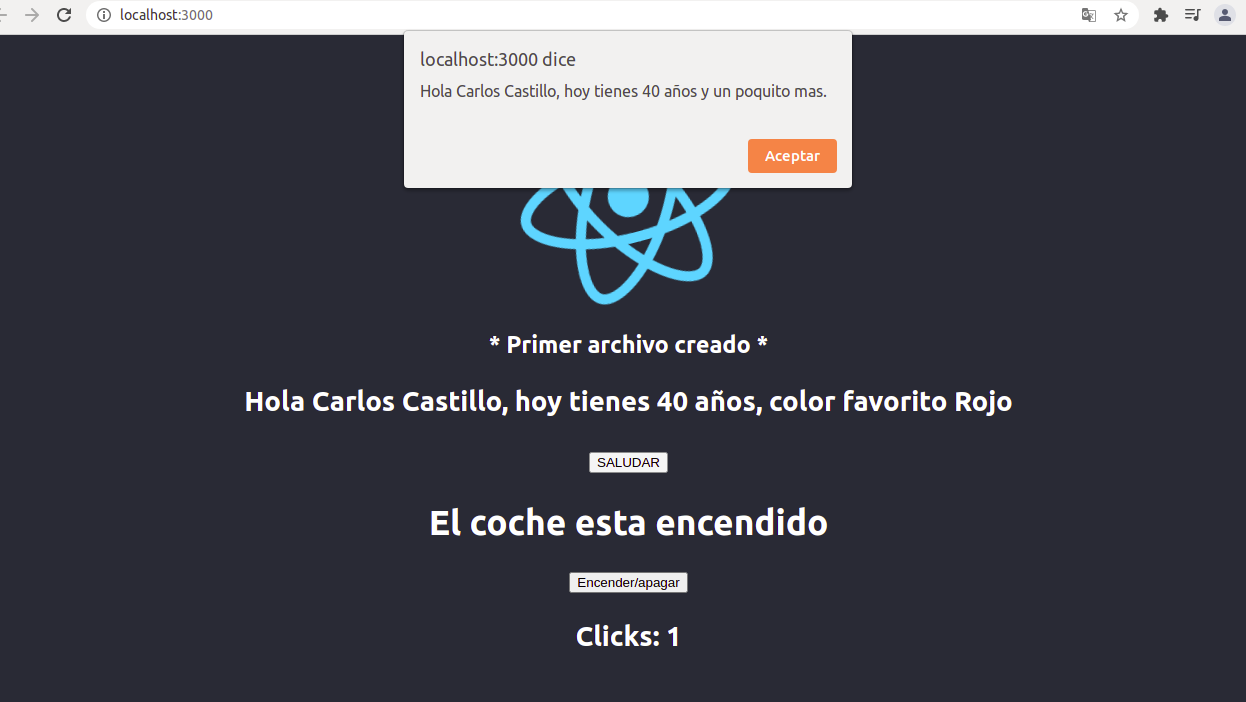 localhost:3000
localhost:3000 dice
Hola Carlos Castillo, hoy tienes 40 años y un poquito mas.
Aceptar
* Primer archivo creado *
Hola Carlos Castillo, hoy tienes 40 años, color favorito Rojo
SALUDAR
El coche esta encendido
Encender/apagar
Clicks: 1